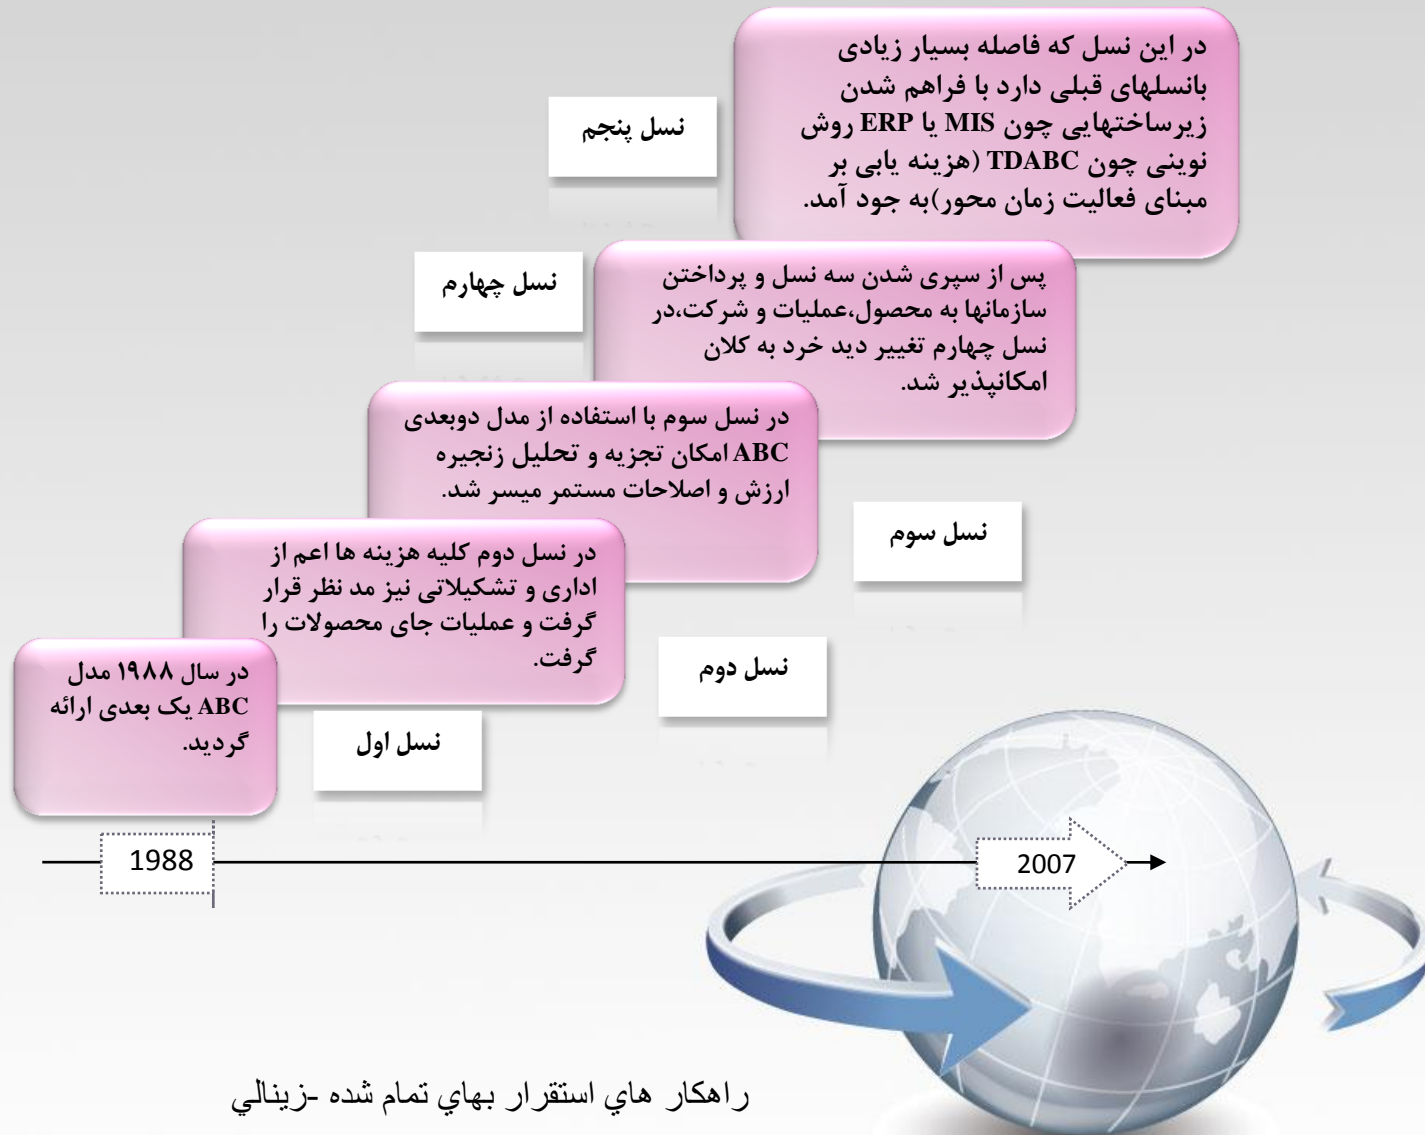 در این نسل که فاصله بسیار زیادی
بانسلهای قبلی دارد با فراهم شدن
زیرساختهایی چون MIS یا ERP روش
نوینی چون TDABC (هزینه یابی بر
مبنای فعالیت زمان محور)به جود آمد.
نسل پنجم
پس از سپری شدن سه نسل و پرداختن
سازمانها به محصول،عملیات و شرکت،در
نسل چهارم تغییر دید خرد به کلان
امکانپذیر شد.
نسل چهارم
در نسل سوم با استفاده از مدل دوبعدی
ABC امکان تجزیه و تحلیل زنجیره
ارزش و اصلاحات مستمر میسر شد.
نسل سوم
در نسل دوم کلیه هزینه ها اعم از
اداری و تشکیلاتی نیز مد نظر قرار
گرفت و عملیات جای محصولات را
گرفت.
نسل دوم
در سال ۱۹۸۸ مدل
ABC یک بعدی ارائه
گردید.
نسل اول
1988
2007
راهكار هاي استقرار بهاي تمام شده -زينالي